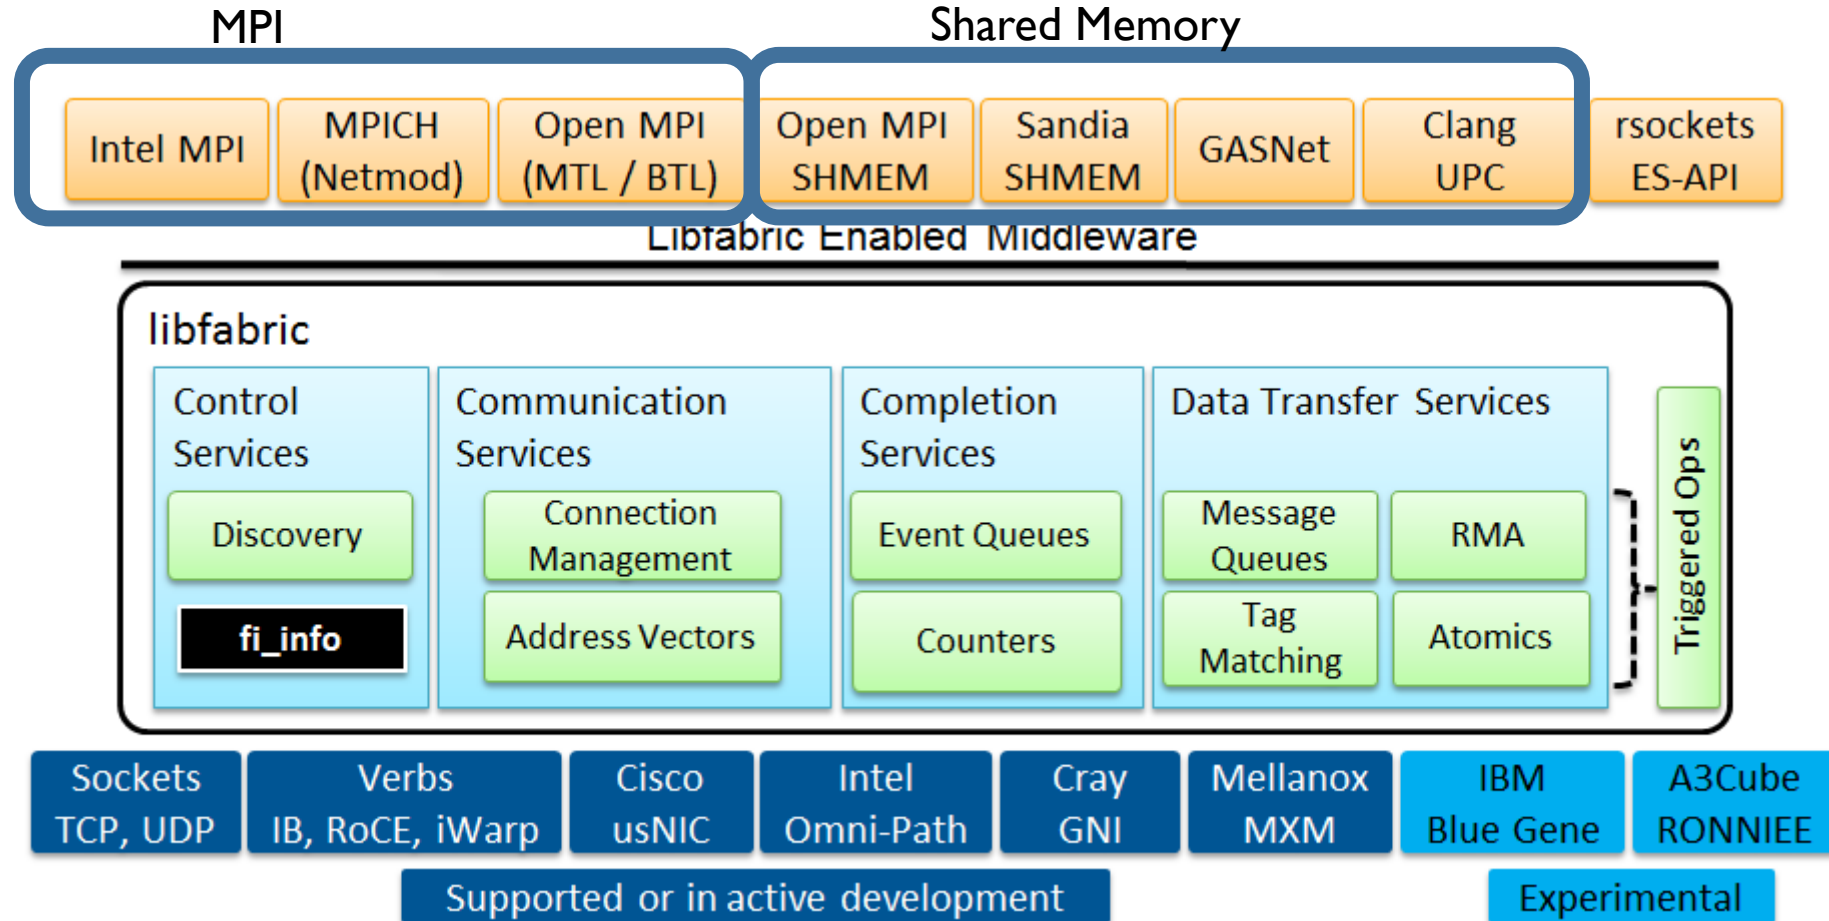 MPI
Shared Memory
Intel MPI
MPICH
(Netmod)
Open MPI
(MTL / BTL)
Open MPI
SHMEM
Sandia
SHMEM
GASNet
Clang
UPC
rsockets
ES-API
Libfabric Enabled Middleware
libfabric
Control
Services
Discovery
fi_info
Communication
Services
Connection
Management
Address Vectors
Completion
Services
Event Queues
Counters
Data Transfer Services
Message
Queues
RMA
Tag
Matching
Atomics
Triggered Ops
Sockets
TCP, UDP
Verbs
IB, RoCE, iWarp
Cisco
usNIC
Intel
Omni-Path
Cray
GNI
Mellanox
MXM
IBM
Blue Gene
A3Cube
RONNIEE
Supported or in active development
Experimental